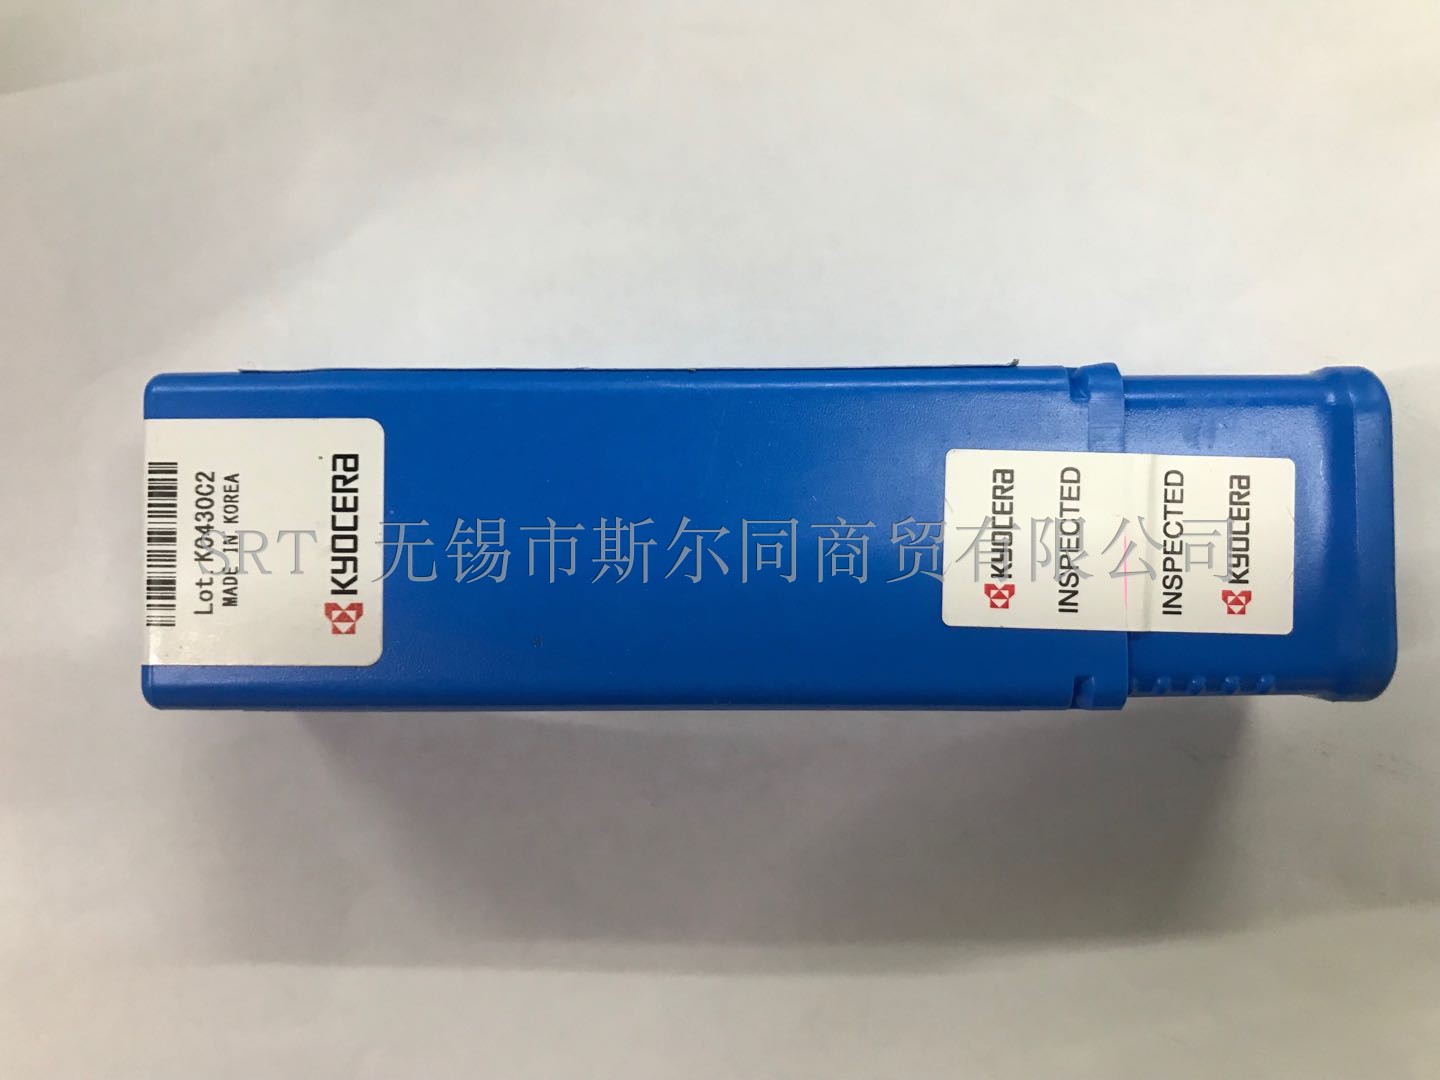 KYOCERA
Lot.K0430C2
MADE IN KOREA
KYOCERA
INSPECTED
INSPECTED
KYOCERA
SRT 无锡市斯尔同商贸有限公司